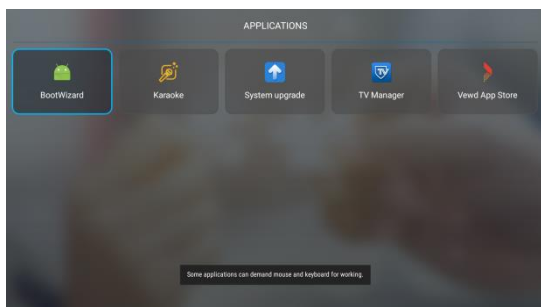 APPLICATIONS
BootWizard
Karaoke
System upgrade
TV Manager
Vewd App Store
Some applications can demand mouse and keyboard for working.